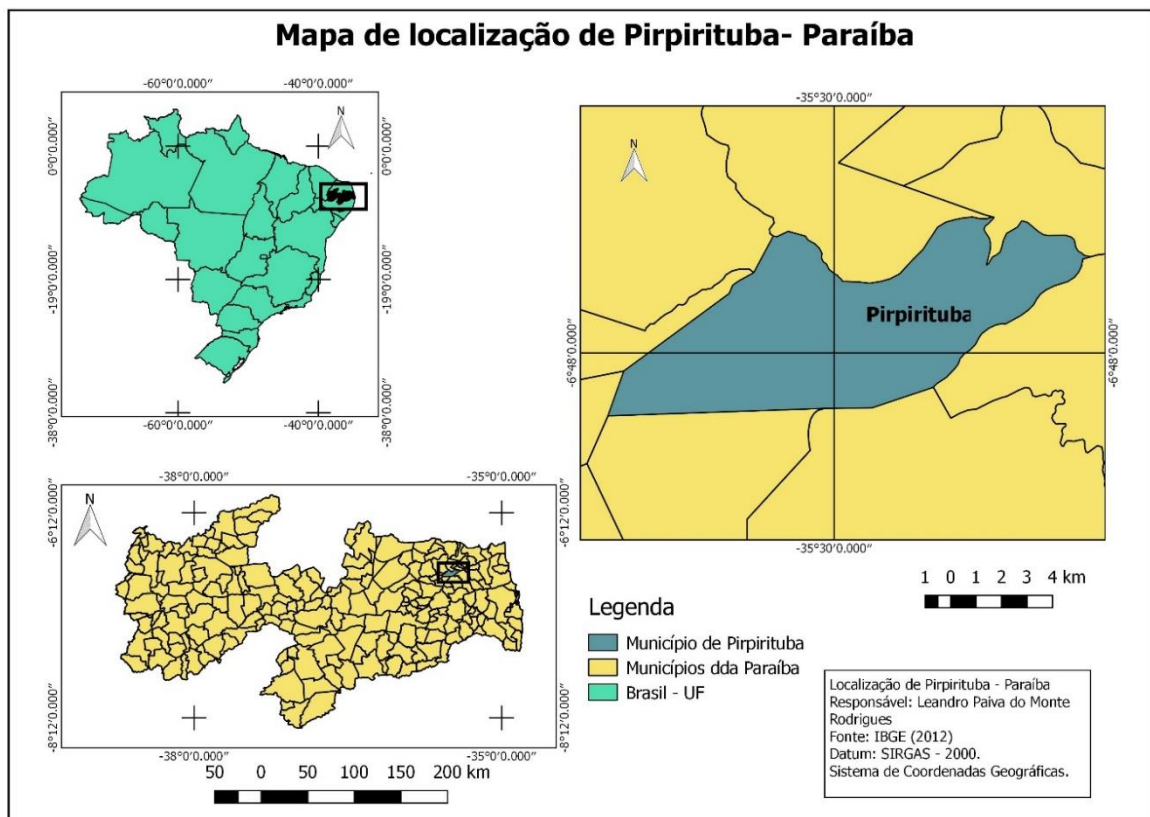 Mapa de localização de Pirpirituba- Paraíba
-60°0'0.000"
-40°0'0.000"
N
0°0'0.000"
0°0'0.000"
-19°0'0.000"
-19°0'0.000"
-38°0'0.000"
-38°0'0.000"
-60°0'0.000"
-40°0'0.000"
-35°30'0.000"
N
Pirpirituba
-6°48'0.000"
-6°48'0.000"
-35°30'0.000"
-38°0'0.000"
-35°0'0.000"
N
-6°12'0.000"
-6°12'0.000"
-8°12'0.000"
-8°12'0.000"
-38°0'0.000"
-35°0'0.000"
50 0 50 100 150 200 km
1 0 1 2 3 4 km
Legenda
Município de Pirpirituba
Municípios dda Paraíba
Brasil - UF
Localização de Pirpirituba - Paraíba
Responsável: Leandro Paiva do Monte
Rodrigues
Fonte: IBGE (2012)
Datum: SIRGAS - 2000.
Sistema de Coordenadas Geográficas.